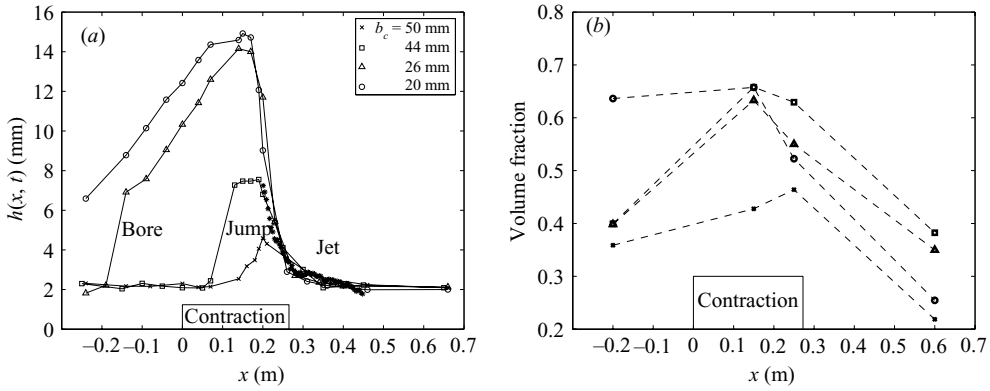 (a)
b_c = 50 mm
44 mm
26 mm
20 mm
16
14
12
10
8
6
4
2
0
h(x, t) (mm)
Bore
Jump
Jet
Contraction
−0.2 −0.1 0 0.1 0.2 0.3 0.4 0.5 0.6 0.7
x (m)
(b)
0.8
0.7
0.6
0.5
0.4
0.3
0.2
Volume fraction
Contraction
−0.2 −0.1 0 0.1 0.2 0.3 0.4 0.5 0.6 0.7
x (m)